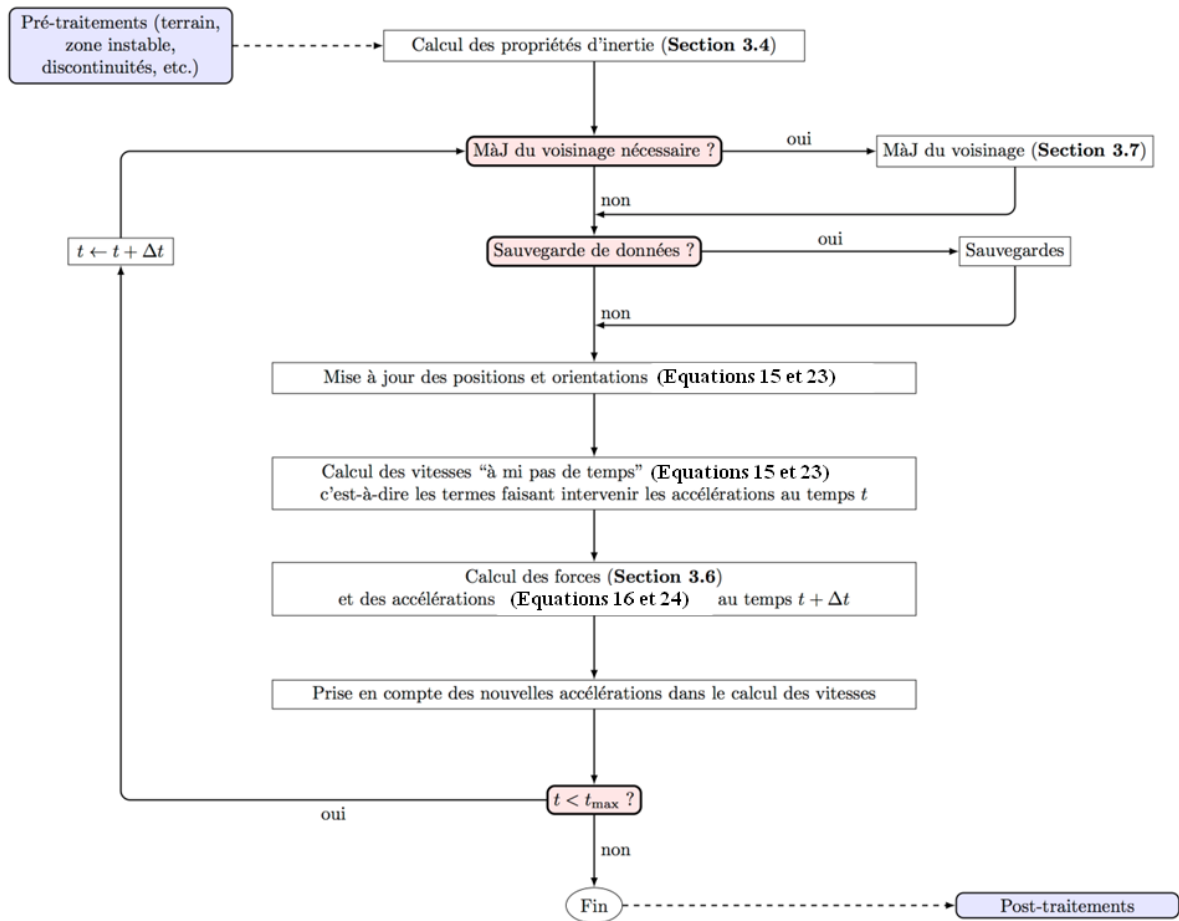 Pré-traitements (terrain,
zone instable,
discontinuités, etc.)
Calcul des propriétés d'inertie (Section 3.4)
MàJ du voisinage nécessaire ?
oui
MàJ du voisinage (Section 3.7)
non
t ← t + Δt
Sauvegarde de données ?
oui
Sauvegardes
non
Mise à jour des positions et orientations (Equations 15 et 23)
Calcul des vitesses “à mi pas de temps” (Equations 15 et 23)
c'est-à-dire les termes faisant intervenir les accélérations au temps t
Calcul des forces (Section 3.6)
et des accélérations (Equations 16 et 24) au temps t + Δt
Prise en compte des nouvelles accélérations dans le calcul des vitesses
t < tmax ?
oui
non
Fin
Post-traitements